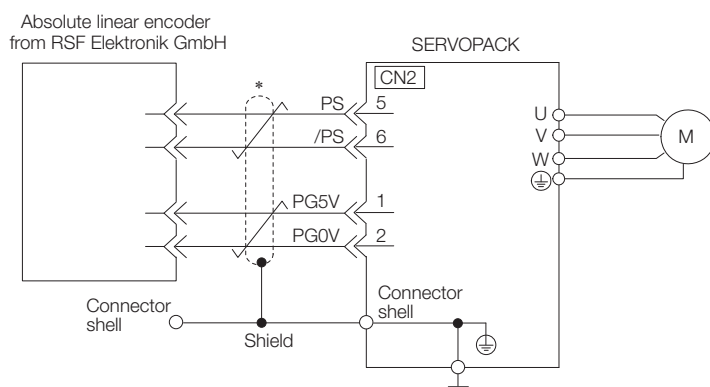 Absolute linear encoder
from RSF Elektronik GmbH
SERVOPACK
CN2
*
PS 5
/PS 6
PG5V 1
PG0V 2
U
V
W
M
Connector
shell
Shield
Connector
shell